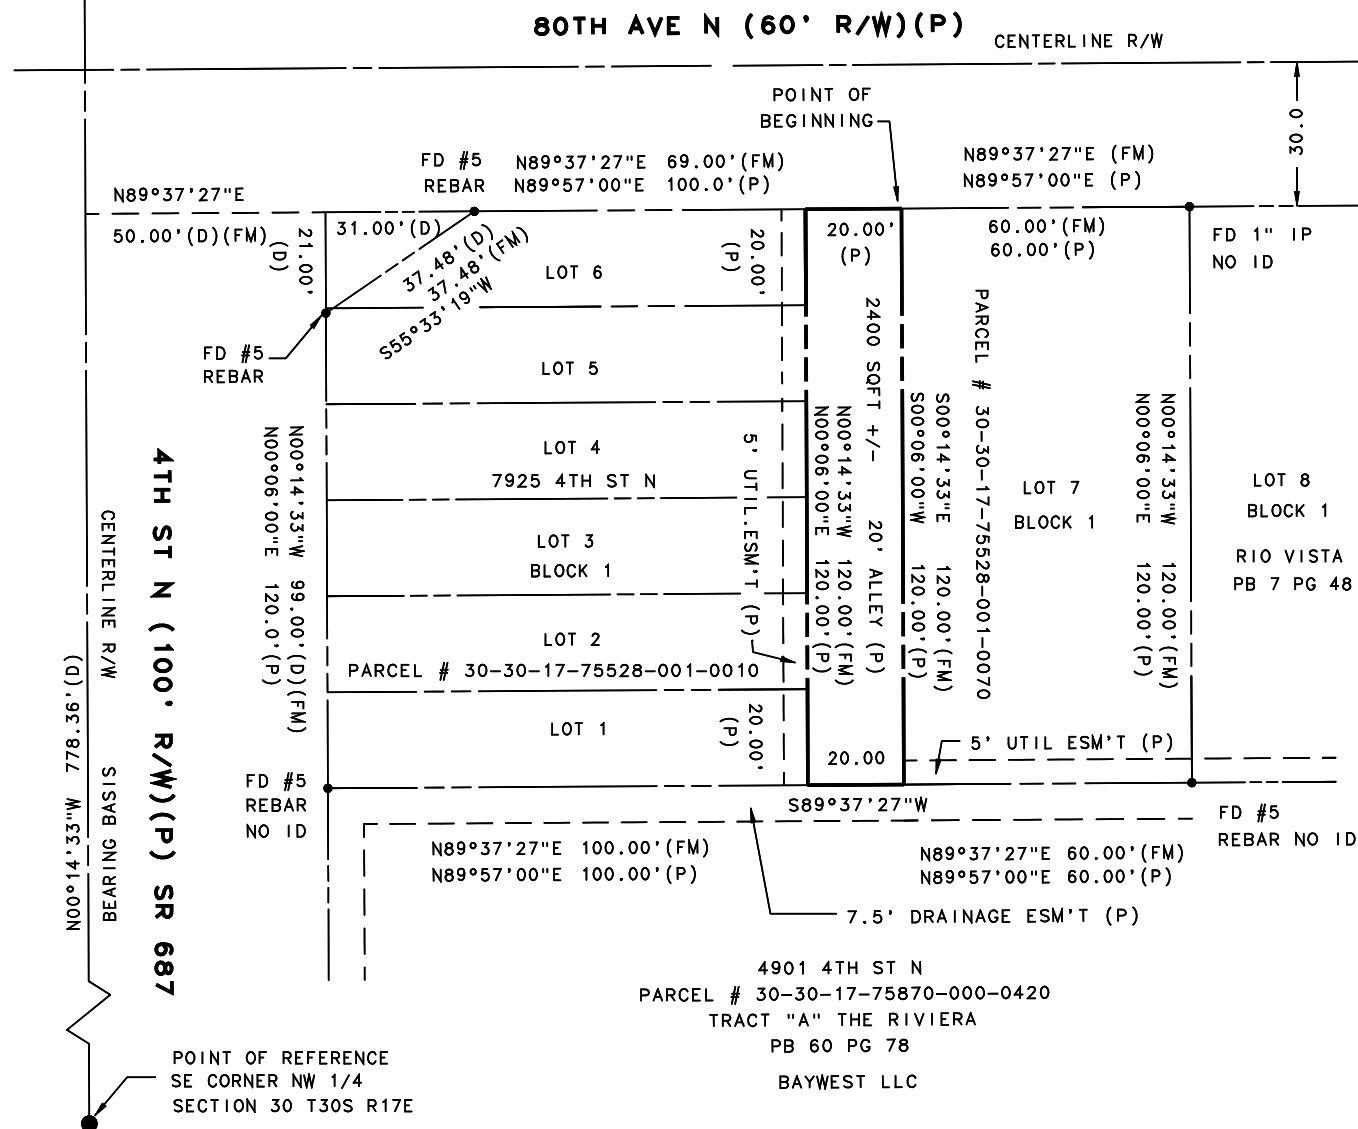 80TH AVE N (60' R/W)(P)
CENTERLINE R/W
POINT OF
BEGINNING
30.0
FD #5
REBAR
N89°37'27"E 69.00'(FM)
N89°57'00"E 100.0'(P)
N89°37'27"E (FM)
N89°57'00"E (P)
N89°37'27"E
50.00'(D)(FM)
21.00'
(D)
31.00'(D)
37.48'(D)
37.48'(FM)
S55°33'19"W
LOT 6
20.00'
(P)
20.00'
(P)
60.00'(FM)
60.00'(P)
FD 1" IP
NO ID
FD #5
REBAR
LOT 5
LOT 4
7925 4TH ST N
LOT 3
BLOCK 1
LOT 2
PARCEL # 30-30-17-75528-001-0010
LOT 1
20.00'
(P)
5' UTIL.ESM'T (P)
N00°14'33"W 120.00'(FM)
N00°06'00"E 120.00'(P)
2400 SQFT +/- 20' ALLEY (P)
20.00
S00°14'33"E 120.00'(FM)
S00°06'00"W 120.00'(P)
PARCEL # 30-30-17-75528-001-0070
LOT 7
BLOCK 1
N00°14'33"W 120.00'(FM)
N00°06'00"E 120.00'(P)
LOT 8
BLOCK 1
RIO VISTA
PB 7 PG 48
N00°14'33"W 99.00'(D)(FM)
N00°06'00"E 120.0'(P)
4TH ST N (100' R/W)(P) SR 687
CENTERLINE R/W
BEARING BASIS
N00°14'33"W 778.36'(D)
FD #5
REBAR
NO ID
5' UTIL ESM'T (P)
S89°37'27"W
FD #5
REBAR NO ID
N89°37'27"E 100.00'(FM)
N89°57'00"E 100.00'(P)
N89°37'27"E 60.00'(FM)
N89°57'00"E 60.00'(P)
7.5' DRAINAGE ESM'T (P)
4901 4TH ST N
PARCEL # 30-30-17-75870-000-0420
TRACT "A" THE RIVIERA
PB 60 PG 78
BAYWEST LLC
POINT OF REFERENCE
SE CORNER NW 1/4
SECTION 30 T30S R17E